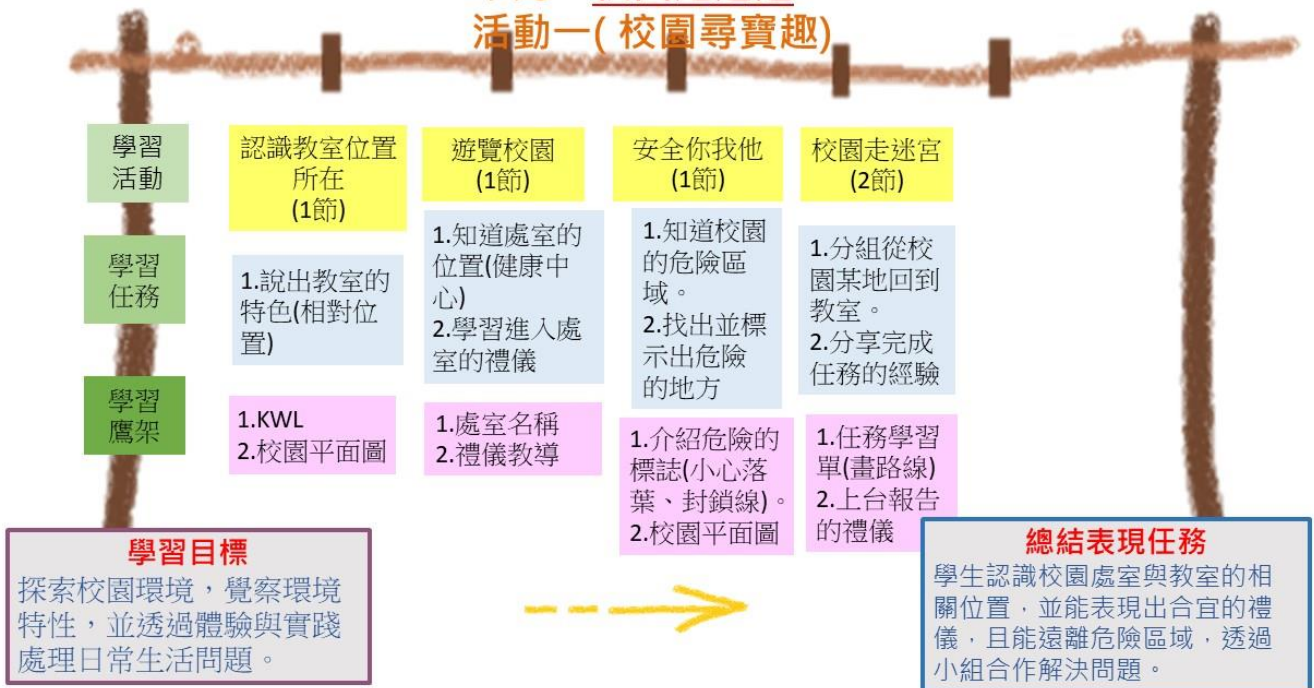 活動一( 校園尋寶趣)
學習
活動
認識教室位置
所在
(1節)
遊覽校園
(1節)
安全你我他
(1節)
校園走迷宮
(2節)
學習
任務
1.說出教室的
特色(相對位
置)
1.知道處室的
位置(健康中
心)
2.學習進入處
室的禮儀
1.知道校園
的危險區
域。
2.找出並標
示出危險
的地方
1.分組從校
園某地回到
教室。
2.分享完成
任務的經驗
學習
鷹架
1.KWL
2.校園平面圖
1.處室名稱
2.禮儀教導
1.介紹危險的
標誌(小心落
葉、封鎖線)。
2.校園平面圖
1.任務學習
單(畫路線)
2.上台報告
的禮儀
學習目標
探索校園環境，覺察環境
特性，並透過體驗與實踐
處理日常生活問題。
總結表現任務
學生認識校園處室與教室的相
關位置，並能表現出合宜的禮
儀，且能遠離危險區域，透過
小組合作解決問題。